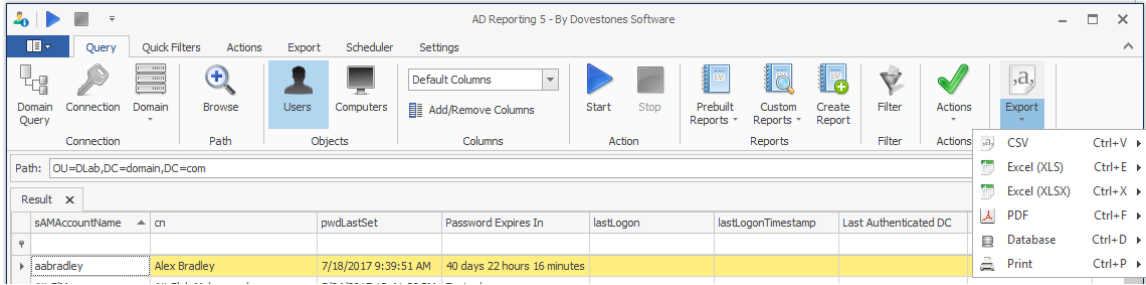 AD Reporting 5 - By Dovestones Software
Query Quick Filters Actions Export Scheduler Settings
Domain Query
Connection
Domain
Browse
Users
Computers
Default Columns
Add/Remove Columns
Start
Stop
Prebuilt Reports
Custom Reports
Create Report
Filter
Actions
,a,
Export
Connection Path Objects Columns Action Reports Filter Actions
,a, CSV Ctrl+V
Excel (XLS) Ctrl+E
Excel (XLSX) Ctrl+X
PDF Ctrl+F
Database Ctrl+D
Print Ctrl+P
Path: OU=DLab,DC=domain,DC=com
Result
sAMAccountName cn pwdLastSet Password Expires In lastLogon lastLogonTimestamp Last Authenticated DC
aabradley Alex Bradley 7/18/2017 9:39:51 AM 40 days 22 hours 16 minutes